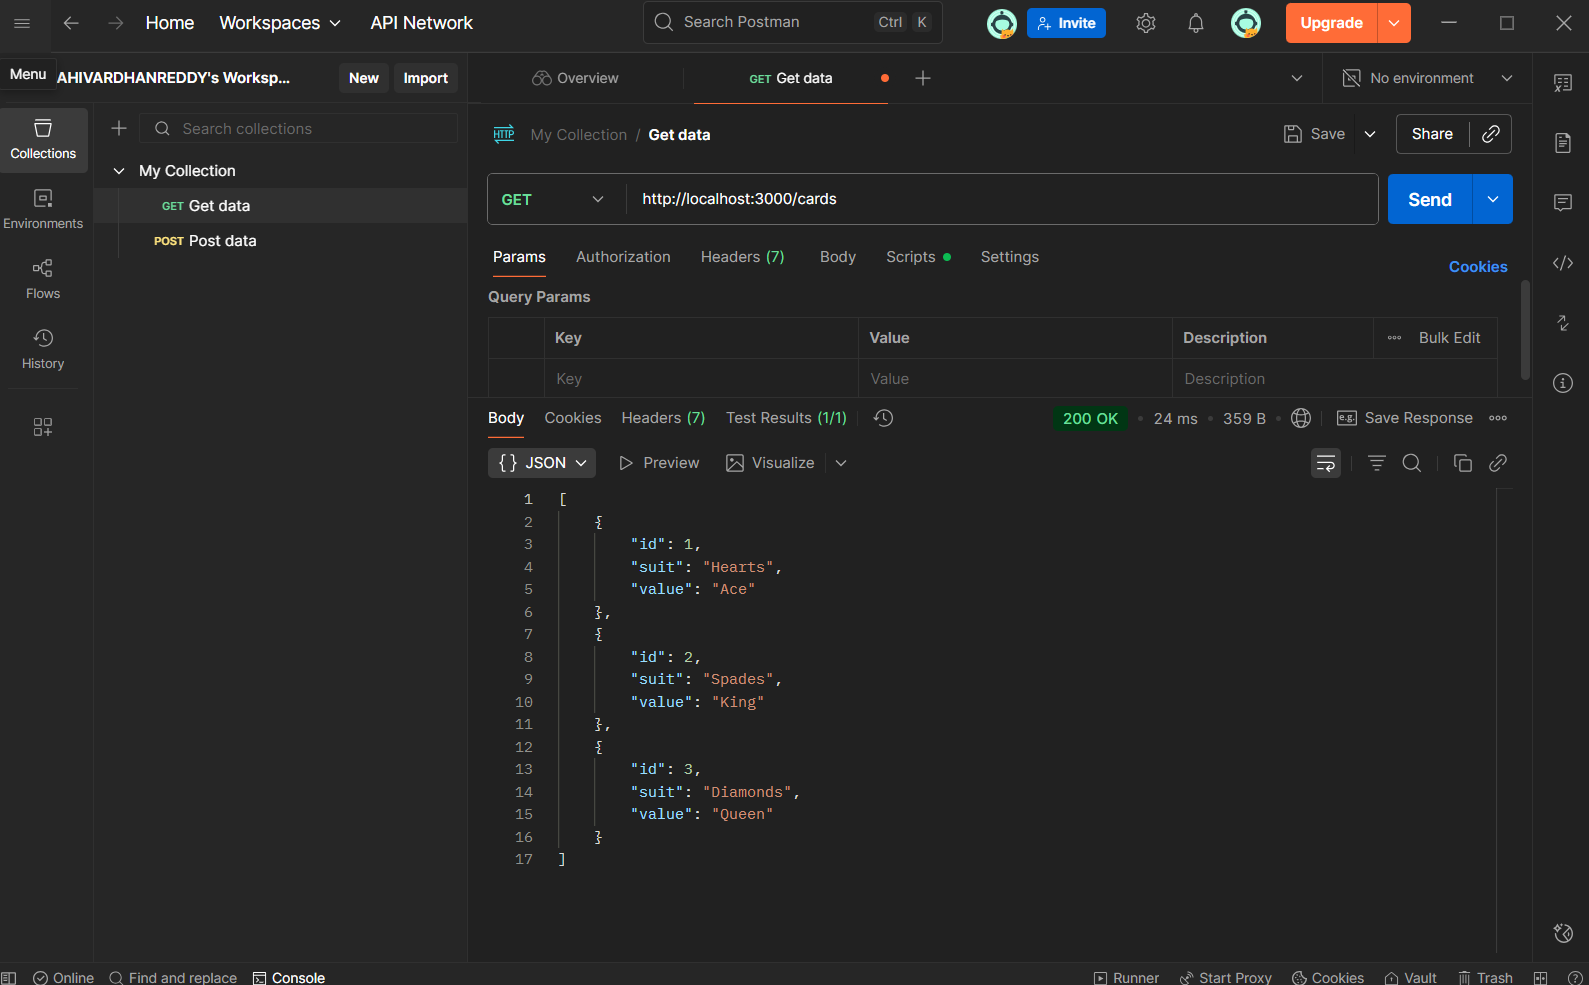 Home Workspaces API Network Search Postman Ctrl K Invite Upgrade
Menu AHIVARDHANREDDY's Worksp... New Import Overview GET Get data No environment
Collections
Environments
Flows
History
Search collections
My Collection
GET Get data
POST Post data
HTTP My Collection / Get data Save Share
GET http://localhost:3000/cards Send
Params Authorization Headers (7) Body Scripts Settings Cookies
Query Params
Key Value Description Bulk Edit
Key Value Description
Body Cookies Headers (7) Test Results (1/1) 200 OK 24 ms 359 B e.g. Save Response
{} JSON Preview Visualize
1 [
2 {
3 "id": 1,
4 "suit": "Hearts",
5 "value": "Ace"
6 },
7 {
8 "id": 2,
9 "suit": "Spades",
10 "value": "King"
11 },
12 {
13 "id": 3,
14 "suit": "Diamonds",
15 "value": "Queen"
16 }
17 ]
Online Find and replace Console Runner Start Proxy Cookies Vault Trash